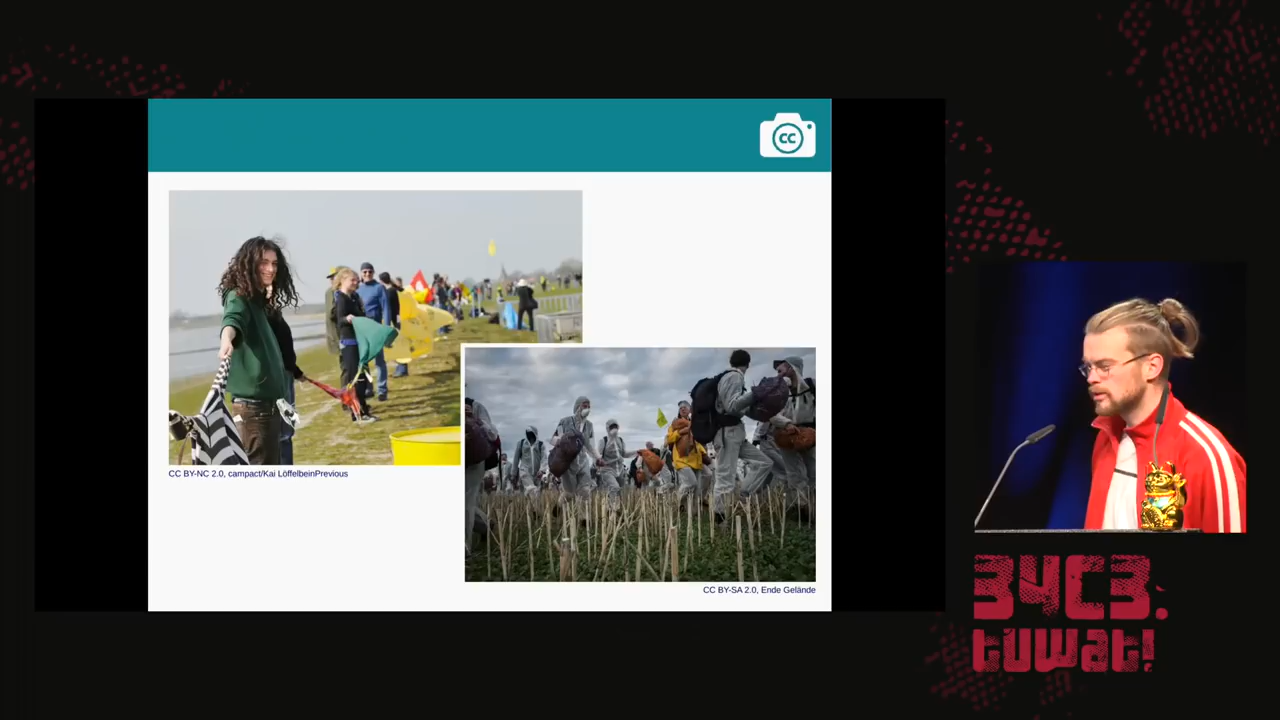 cc
CC BY-NC 2.0, campact/Kai LöffelbeinPrevious
CC BY-SA 2.0, Ende Gelände
34C3.
tuwat!